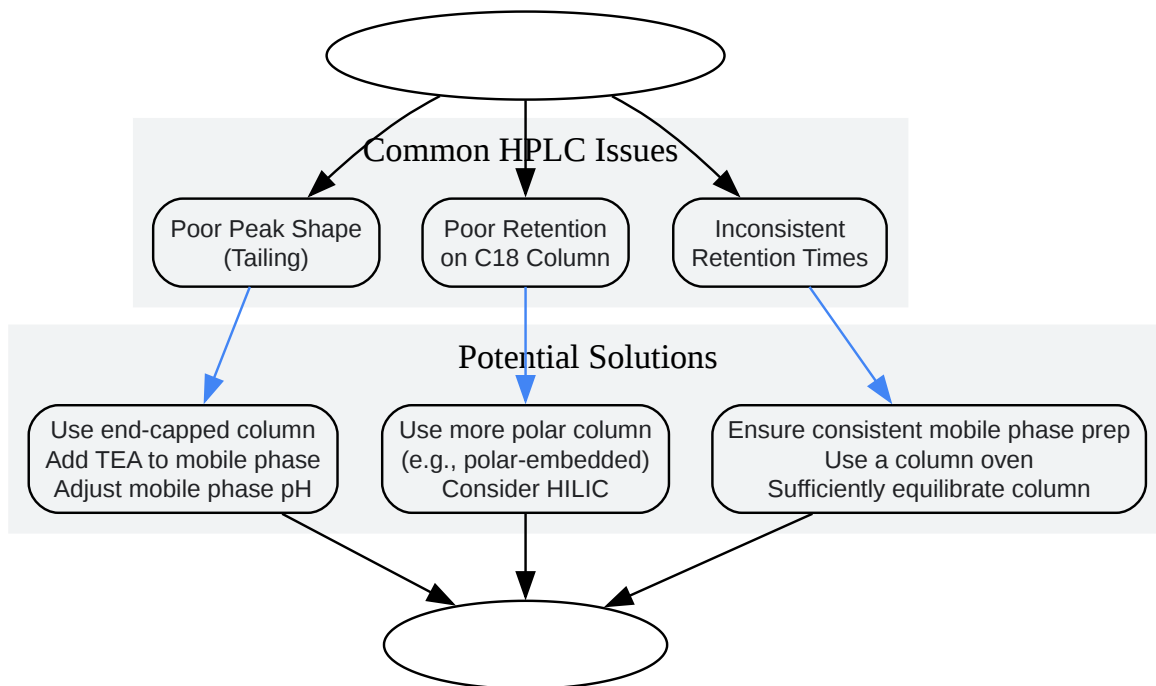 Common HPLC Issues
Poor Peak Shape
(Tailing)
Poor Retention
on C18 Column
Inconsistent
Retention Times
Potential Solutions
Use end-capped column
Add TEA to mobile phase
Adjust mobile phase pH
Use more polar column
(e.g., polar-embedded)
Consider HILIC
Ensure consistent mobile phase prep
Use a column oven
Sufficiently equilibrate column